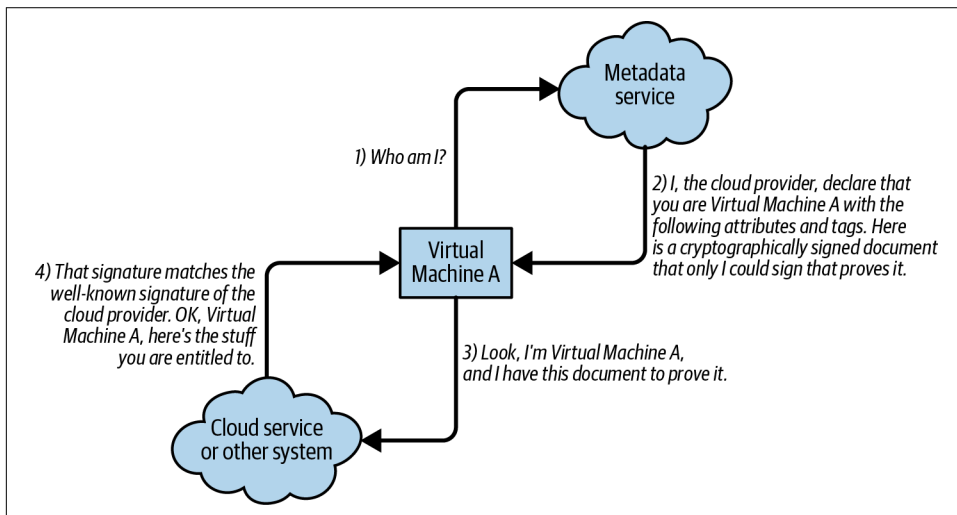 Metadata
service
1) Who am I?
2) I, the cloud provider, declare that
you are Virtual Machine A with the
following attributes and tags. Here
is a cryptographically signed document
that only I could sign that proves it.
Virtual
Machine A
4) That signature matches the
well-known signature of the
cloud provider. OK, Virtual
Machine A, here's the stuff
you are entitled to.
3) Look, I'm Virtual Machine A,
and I have this document to prove it.
Cloud service
or other system